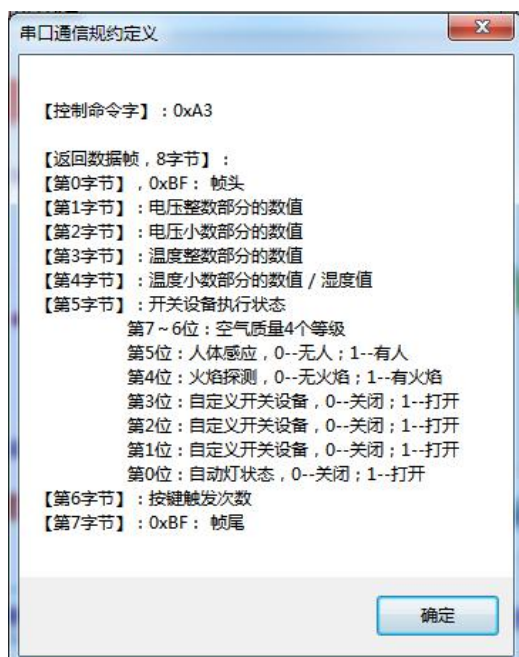 串口通信规约定义
【控制命令字】：0xA3
【返回数据帧，8字节】：
【第0字节】，0xBF： 帧头
【第1字节】：电压整数部分的数值
【第2字节】：电压小数部分的数值
【第3字节】：温度整数部分的数值
【第4字节】：温度小数部分的数值 / 湿度值
【第5字节】：开关设备执行状态
第7～6位：空气质量4个等级
第5位：人体感应，0--无人；1--有人
第4位：火焰探测，0--无火焰；1--有火焰
第3位：自定义开关设备，0--关闭；1--打开
第2位：自定义开关设备，0--关闭；1--打开
第1位：自定义开关设备，0--关闭；1--打开
第0位：自动灯状态，0--关闭；1--打开
【第6字节】：按键触发次数
【第7字节】：0xBF： 帧尾
确定